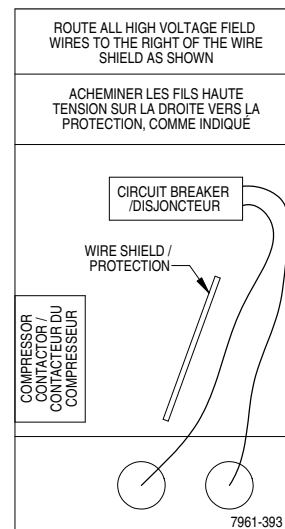 ROUTE ALL HIGH VOLTAGE FIELD
WIRES TO THE RIGHT OF THE WIRE
SHIELD AS SHOWN
ACHEMINER LES FILS HAUTE
TENSION SUR LA DROITE VERS LA
PROTECTION, COMME INDIQUÉ
CIRCUIT BREAKER
/DISJONCTEUR
WIRE SHIELD /
PROTECTION
COMPRESSOR
CONTACTOR /
CONTACTEUR DU
COMPRESSEUR
7961-393